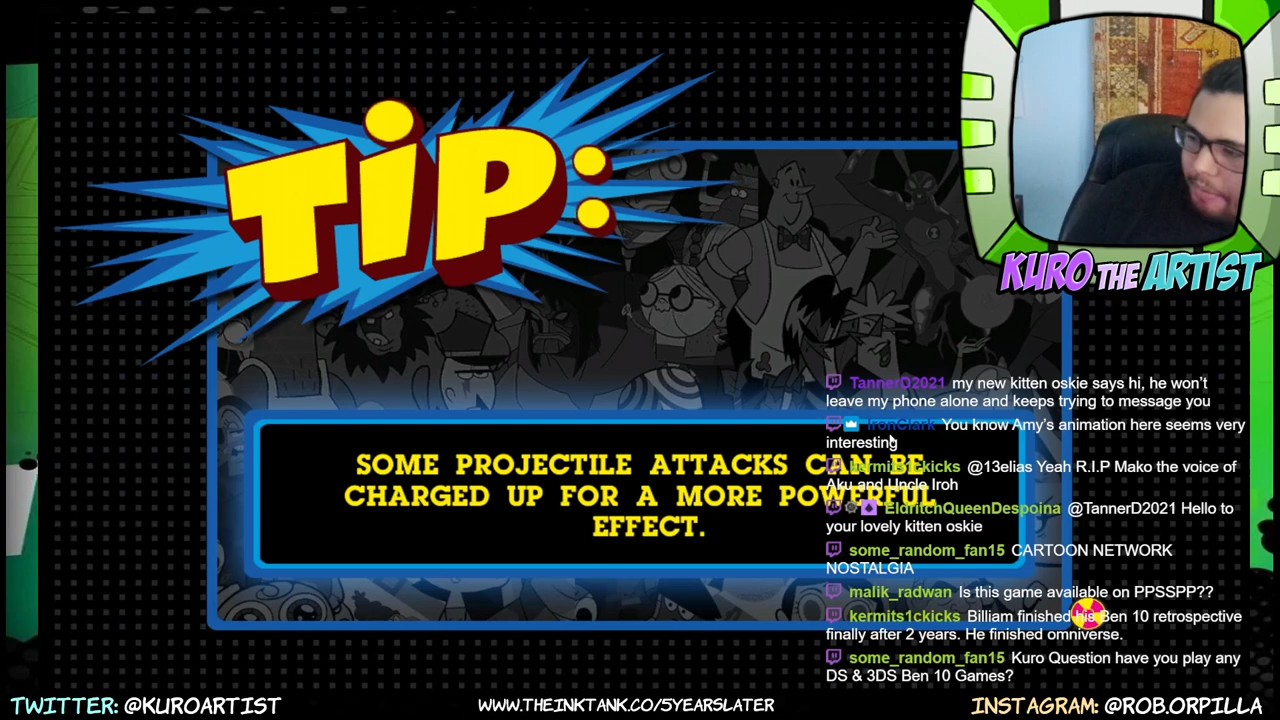 TiP:
SOME PROJECTILE ATTACKS CAN BE
CHARGED UP FOR A MORE POWERFUL
EFFECT.
KURO THE ARTIST
TannerD2021 my new kitten oskie says hi, he won't
leave my phone alone and keeps trying to message you
IronClark You know Amy's animation here seems very
interesting
kermits1ckicks @13elias Yeah R.I.P Mako the voice of
Aku and Uncle Iroh
EldritchQueenDespoina @TannerD2021 Hello to
your lovely kitten oskie
some_random_fan15 CARTOON NETWORK
NOSTALGIA
malik_radwan Is this game available on PPSSPP??
kermits1ckicks Billiam finished his Ben 10 retrospective
finally after 2 years. He finished omniverse.
some_random_fan15 Kuro Question have you play any
DS & 3DS Ben 10 Games?
TWITTER: @KUROARTIST
WWW.THEINKTANK.CO/5YEARSLATER
INSTAGRAM: @ROB.ORPILLA